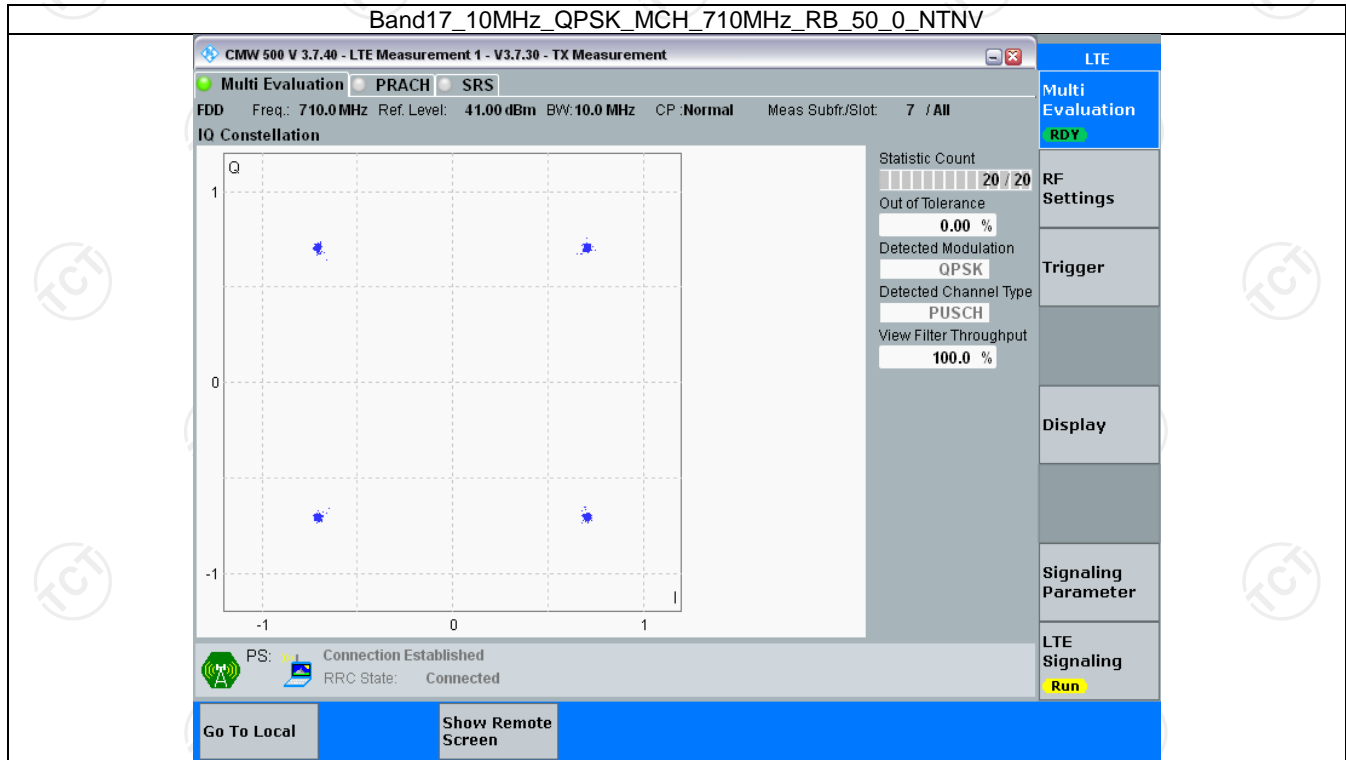 Band17_10MHz_QPSK_MCH_710MHz_RB_50_0_NTNV
CMW 500 V 3.7.40 - LTE Measurement 1 - V3.7.30 - TX Measurement
LTE
Multi Evaluation PRACH SRS
Multi
Evaluation
RDY
FDD Freq.: 710.0 MHz Ref. Level: 41.00 dBm BW: 10.0 MHz CP :Normal Meas Subfr./Slot: 7 / All
IQ Constellation
Q
1
0
-1
I
-1 0 1
Statistic Count
20 / 20
Out of Tolerance
0.00 %
Detected Modulation
QPSK
Detected Channel Type
PUSCH
View Filter Throughput
100.0 %
RF
Settings
Trigger
Display
Signaling
Parameter
LTE
Signaling
Run
PS: Connection Established
RRC State: Connected
Go To Local
Show Remote
Screen
TCT
TCT
TCT
TCT